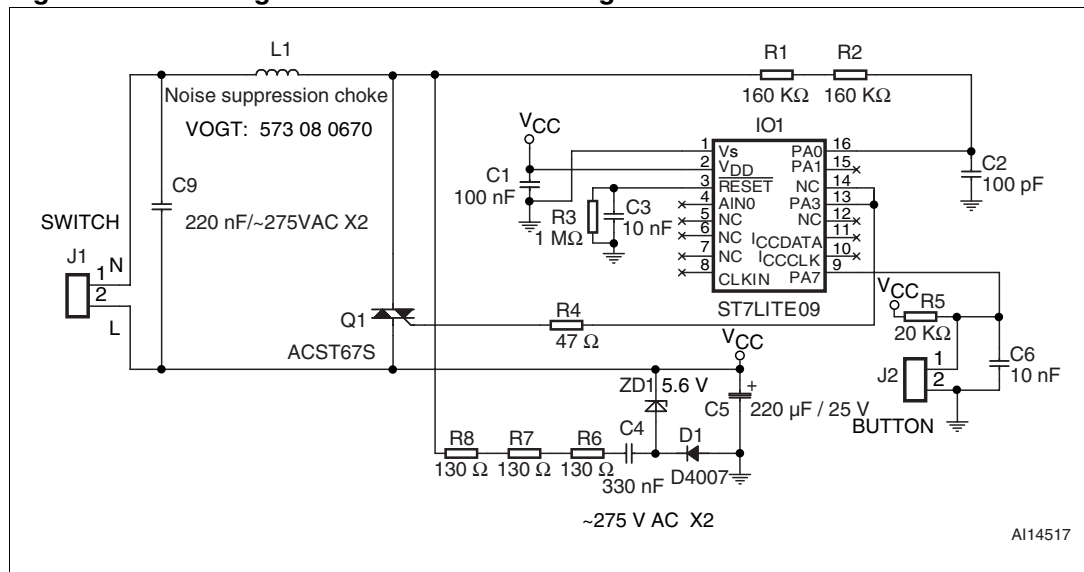 L1
R1
R2
Noise suppression choke
160 KΩ
160 KΩ
VOGT: 573 08 0670
VCC
IO1
1
Vs
PA0
16
2
VDD
PA1
15
3
RESET
NC
14
4
AIN0
PA3
13
5
NC
NC
12
6
NC
ICCDATA
11
7
NC
ICCCLK
10
8
CLKIN
PA7
9
C1
100 nF
R3
1 MΩ
C3
10 nF
C2
100 pF
C9
220 nF/~275VAC X2
SWITCH
J1
1
N
2
L
ST7LITE09
Q1
ACST67S
R4
47 Ω
VCC
R5
20 KΩ
J2
1
2
C6
10 nF
BUTTON
VCC
ZD1
5.6 V
C5
+
220 µF / 25 V
R8
R7
R6
C4
D1
130 Ω
130 Ω
130 Ω
330 nF
D4007
~275 V AC X2
AI14517